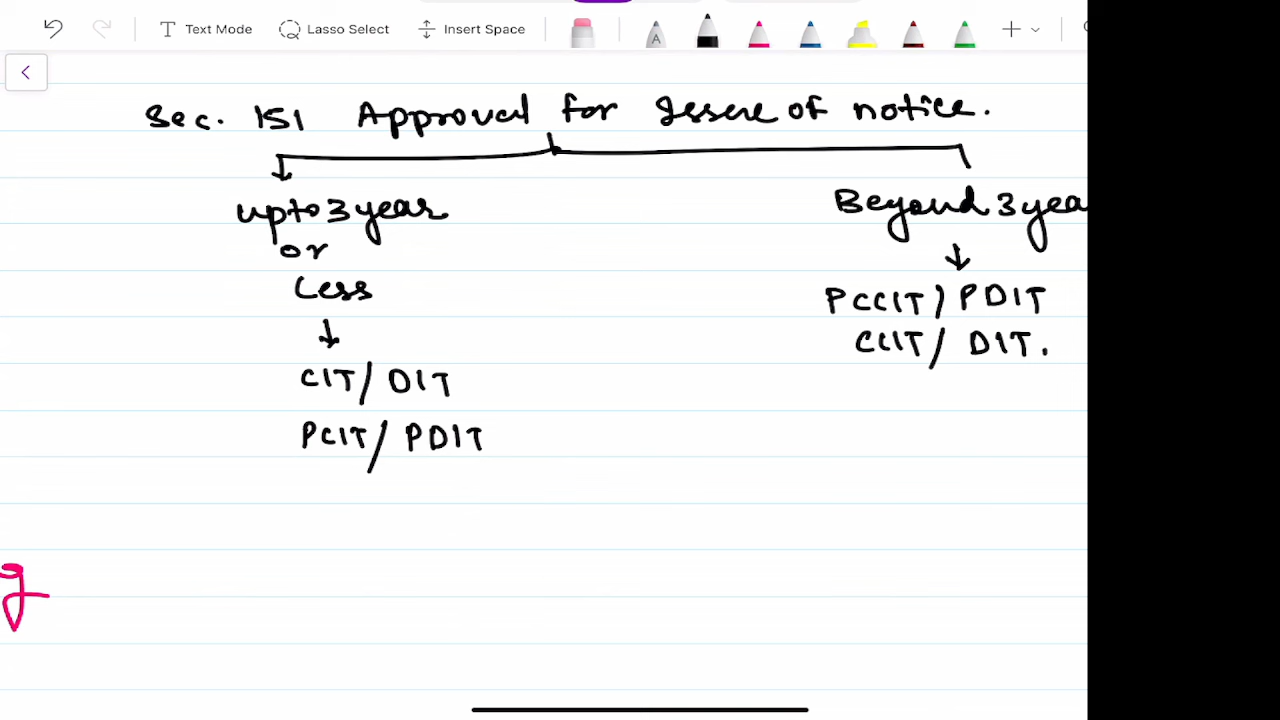 Text Mode Lasso Select Insert Space
Sec. 151 Approval for Issue of notice.
upto 3 year
or
Less
CIT/ DIT
PCIT/ PDIT
Beyond 3 yea
PCCIT/ PDIT
CCIT/ DIT.